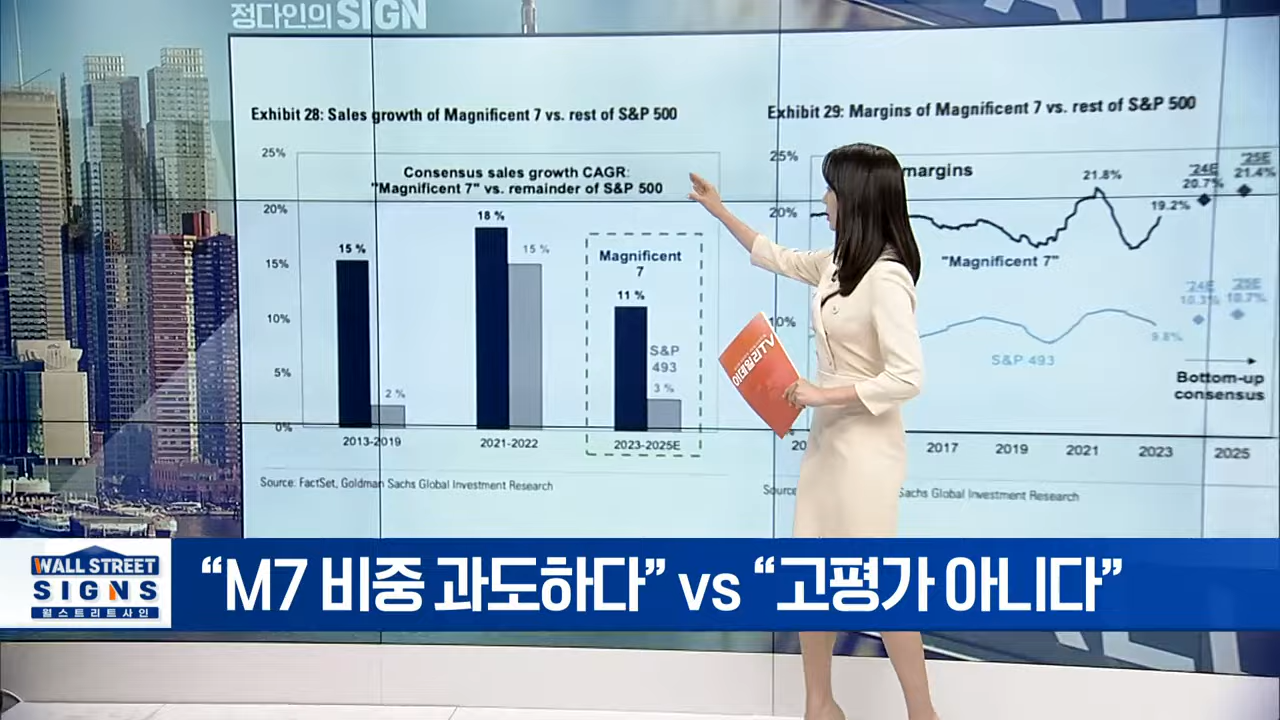 정다인의 SIGN
Exhibit 28: Sales growth of Magnificent 7 vs. rest of S&P 500
25%
Consensus sales growth CAGR:
"Magnificent 7" vs. remainder of S&P 500
20%
18 %
15 %
15 %
15%
Magnificent
7
11 %
10%
S&P
493
5%
2 %
3 %
0%
2013-2019
2021-2022
2023-2025E
Source: FactSet, Goldman Sachs Global Investment Research
Exhibit 29: Margins of Magnificent 7 vs. rest of S&P 500
25%
margins
21.8%
'24E
20.7%
'25E
21.4%
20%
19.2%
"Magnificent 7"
'24E
10.3%
'25E
10.7%
10%
9.8%
S&P 493
Bottom-up
consensus
20
2017
2019
2021
2023
2025
Source
Sachs Global Investment Research
이데일리TV
WALL STREET
SIGNS
월스트리트사인
“M7 비중 과도하다” vs “고평가 아니다”